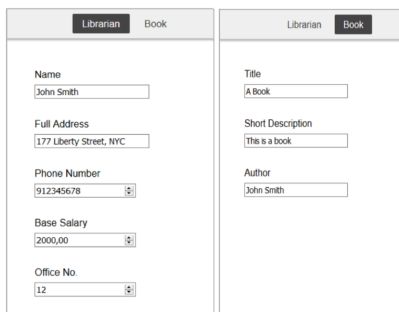 Librarian Book
Name
John Smith
Full Address
177 Liberty Street, NYC
Phone Number
912345678
Base Salary
2000,00
Office No.
12
Librarian Book
Title
A Book
Short Description
This is a book
Author
John Smith